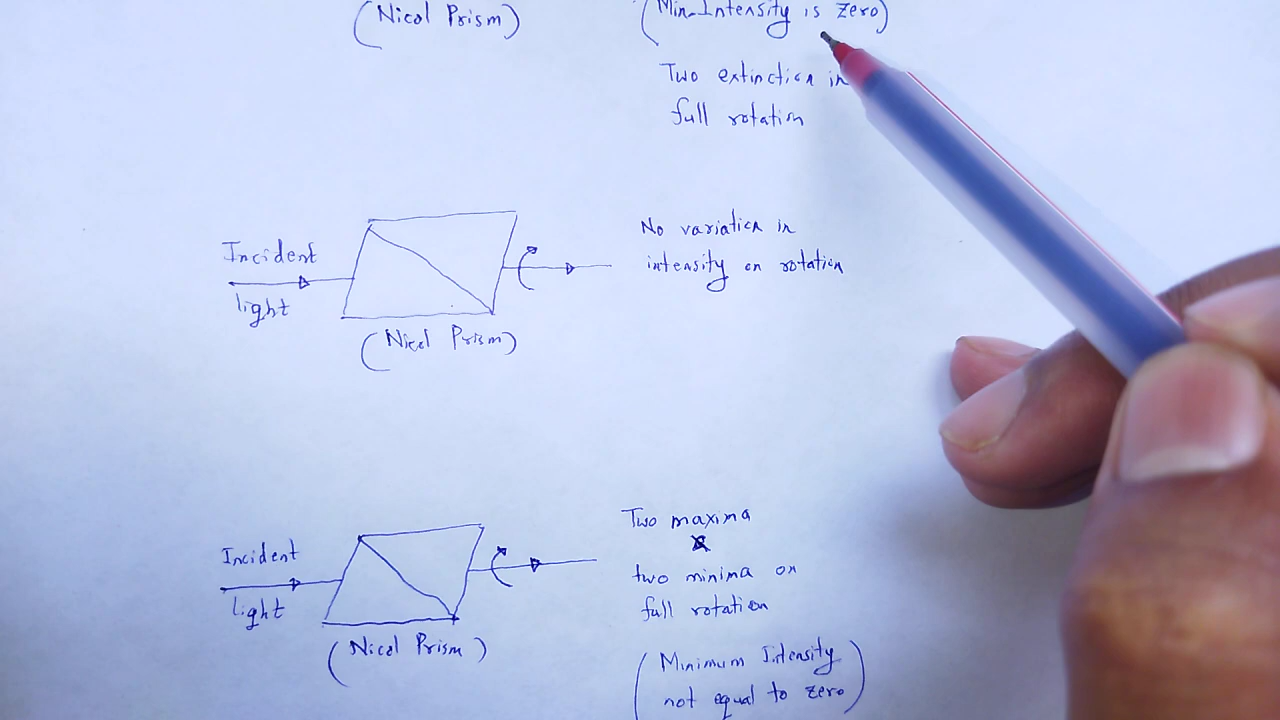 (Nicol Prism)
(Min. Intensity is zero)
Two extinction in
full rotation
Incident
light
(Nicol Prism)
No variation in
intensity on rotation
Incident
light
(Nicol Prism)
Two maxima
&
two minima on
full rotation
(Minimum Intensity
not equal to zero)